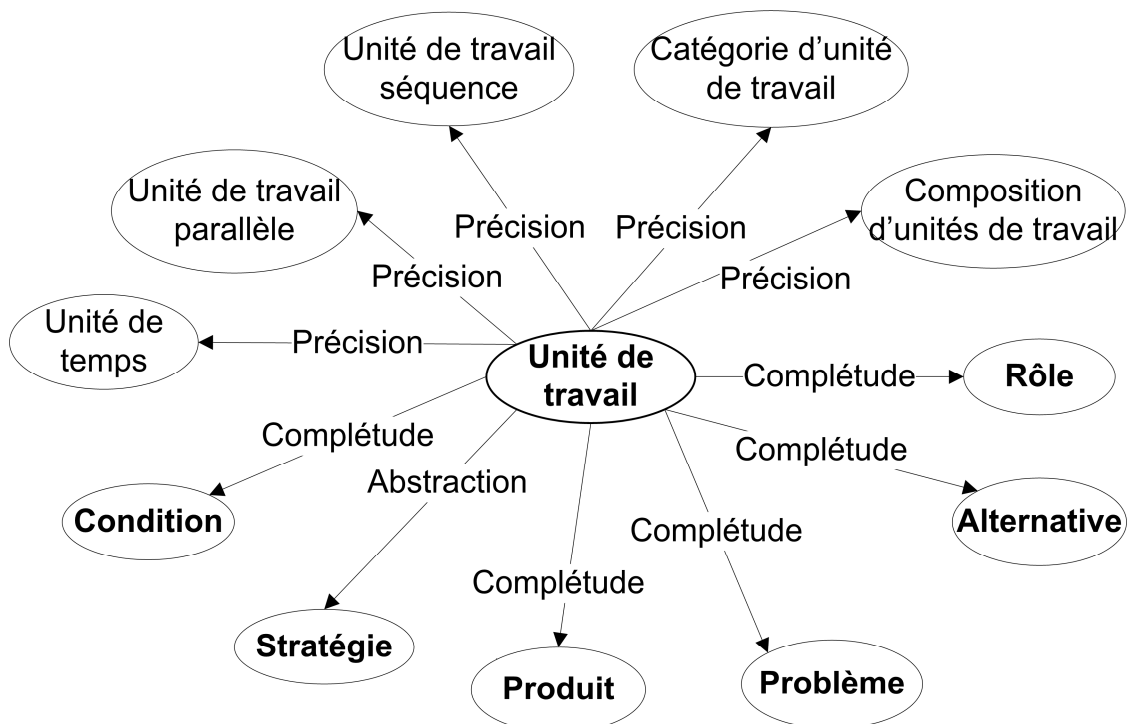 Unité de travail
séquence
Catégorie d'unité
de travail
Unité de travail
parallèle
Composition
d'unités de travail
Précision
Précision
Précision
Précision
Unité de
temps
Précision
Unité de
travail
Complétude
Rôle
Complétude
Complétude
Abstraction
Condition
Alternative
Complétude
Complétude
Stratégie
Produit
Problème